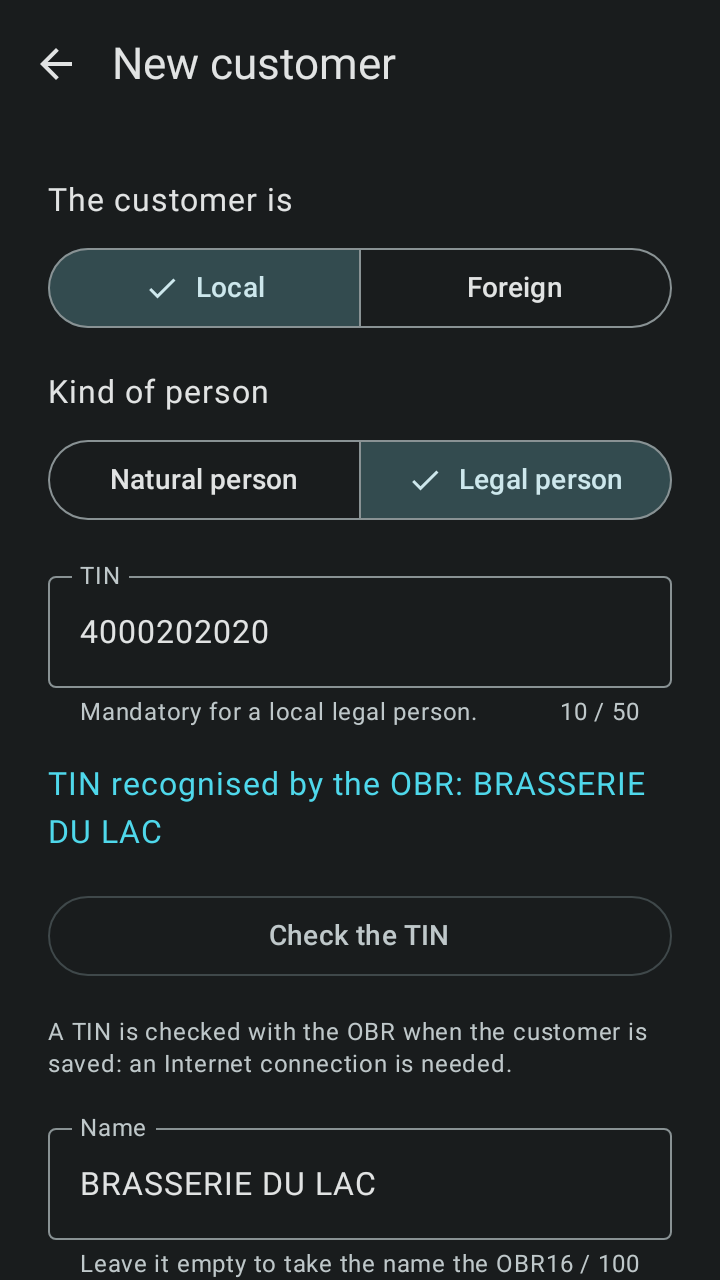 New customer
The customer is
Local
Foreign
Kind of person
Natural person
Legal person
TIN
4000202020
Mandatory for a local legal person.
10 / 50
TIN recognised by the OBR: BRASSERIE
DU LAC
Check the TIN
A TIN is checked with the OBR when the customer is
saved: an Internet connection is needed.
Name
BRASSERIE DU LAC
Leave it empty to take the name the OBR
16 / 100